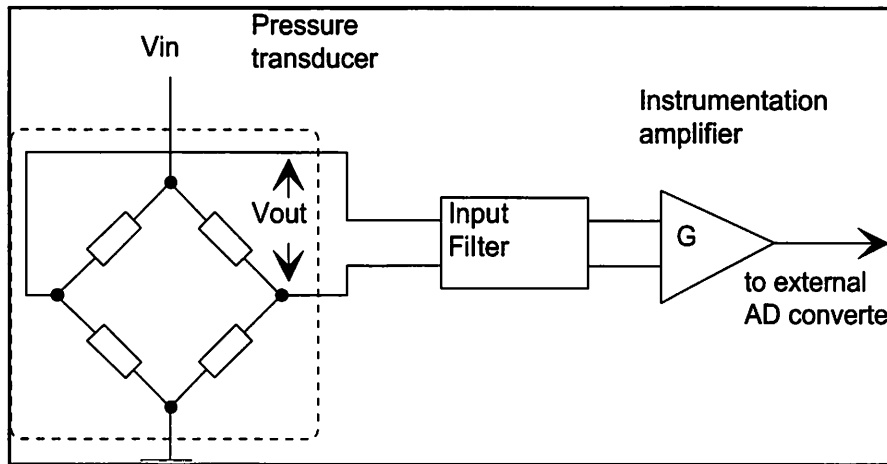 Pressure
transducer
Vin
Instrumentation
amplifier
Vout
Input
Filter
G
to external
AD converte